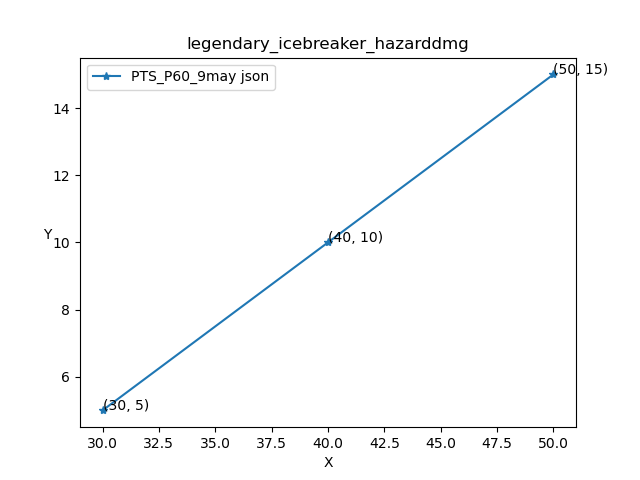 legendary_icebreaker_hazarddmg
PTS_P60_9may json
(50, 15)
(40, 10)
(30, 5)
14
12
10
8
6
Y
30.0 32.5 35.0 37.5 40.0 42.5 45.0 47.5 50.0
X